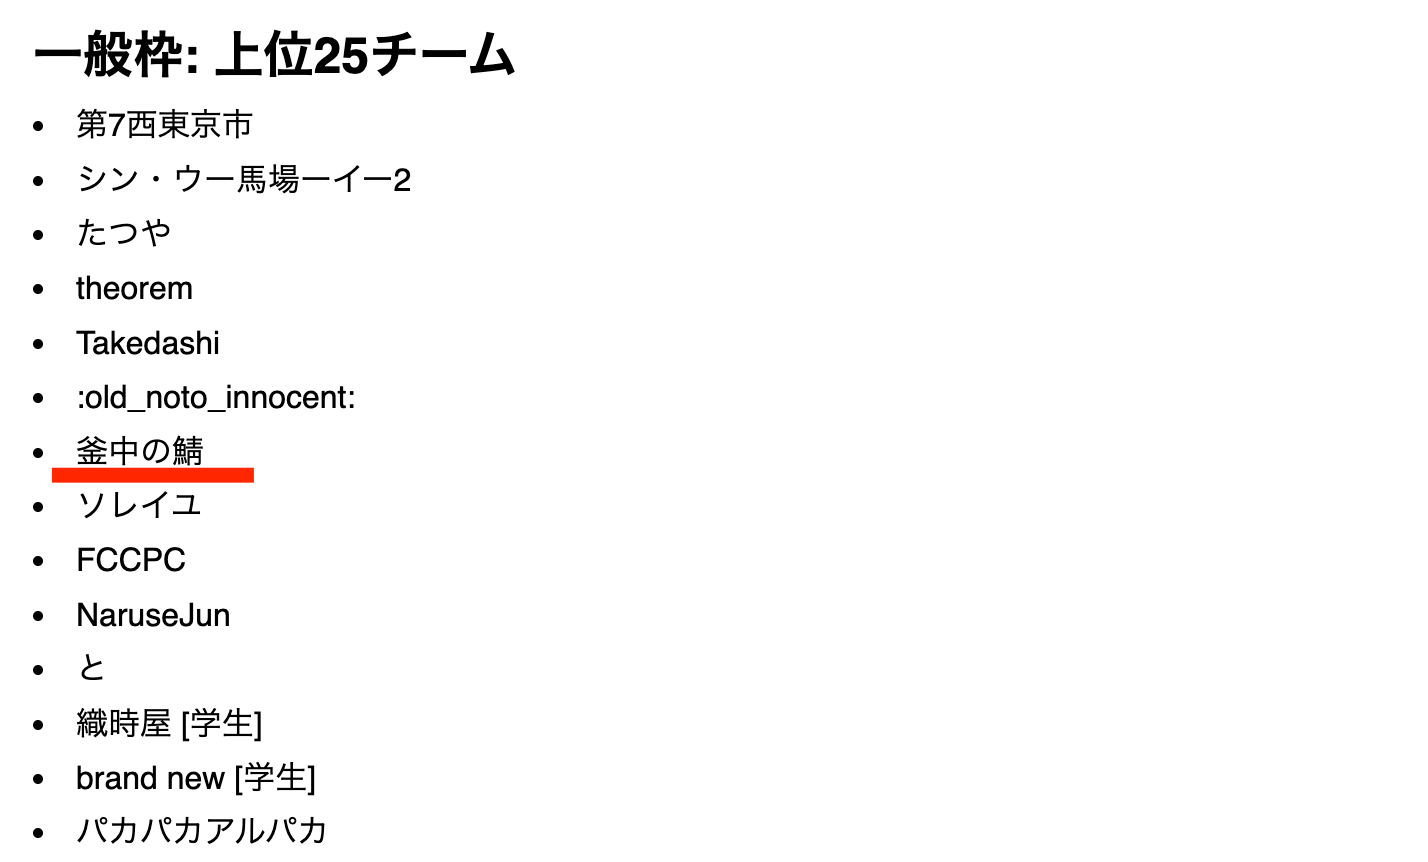 一般枠: 上位25チーム
第7西東京市
シン・ウー馬場ーイー2
たつや
theorem
Takedashi
:old_noto_innocent:
釜中の鯖
ソレイユ
FCCPC
NaruseJun
と
織時屋 [学生]
brand new [学生]
パカパカアルパカ